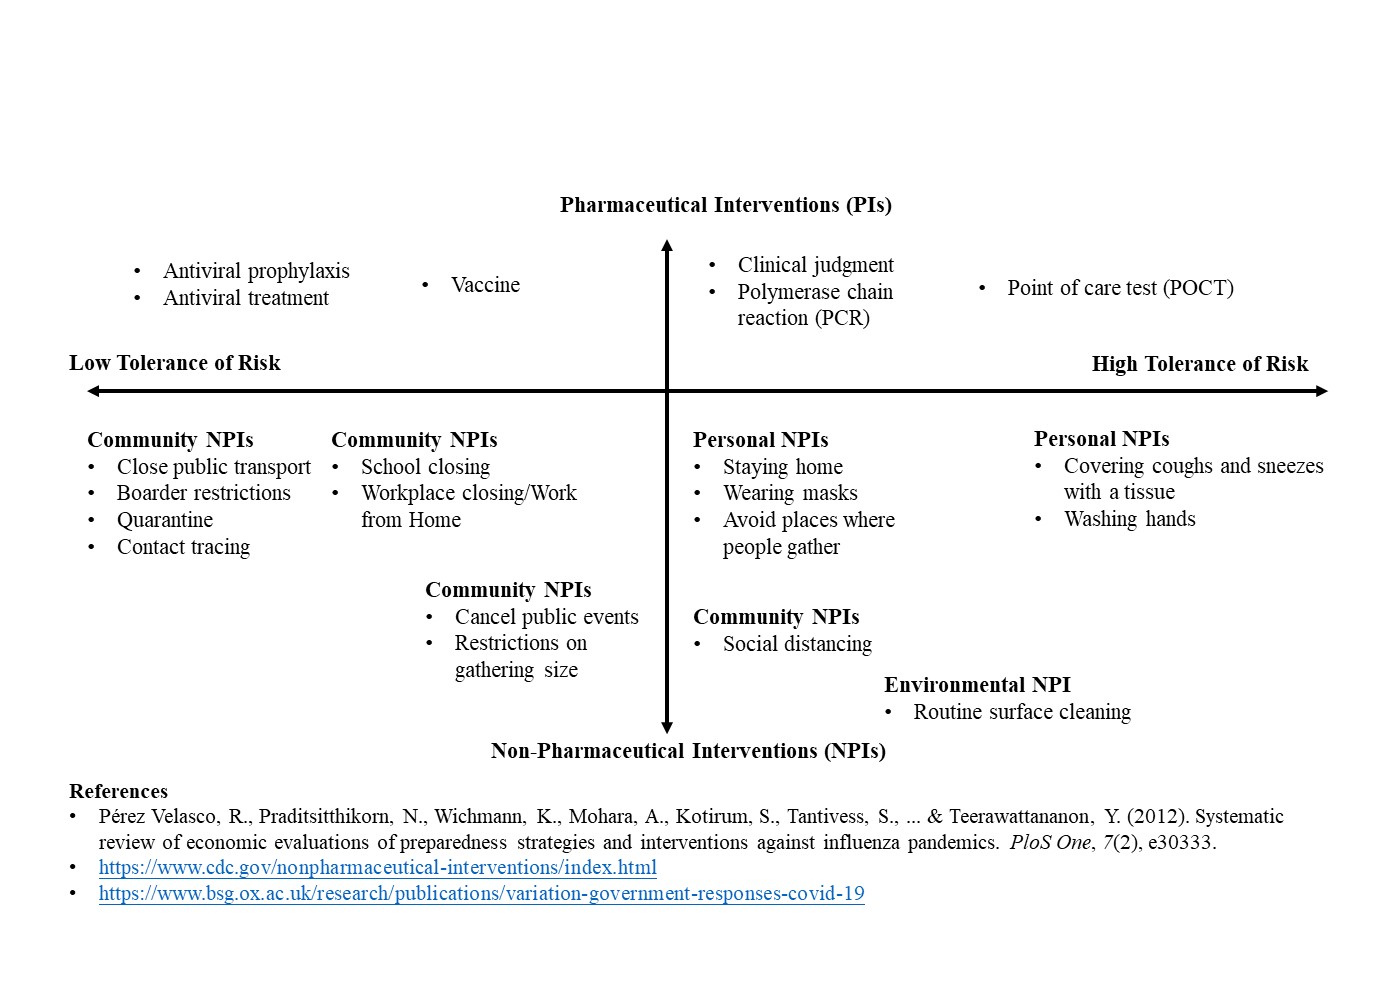 Pharmaceutical Interventions (PIs)
• Antiviral prophylaxis
• Antiviral treatment
• Vaccine
• Clinical judgment
• Polymerase chain
reaction (PCR)
• Point of care test (POCT)
Low Tolerance of Risk
High Tolerance of Risk
Community NPIs
• Close public transport
• Boarder restrictions
• Quarantine
• Contact tracing
Community NPIs
• School closing
• Workplace closing/Work
from Home
Community NPIs
• Cancel public events
• Restrictions on
gathering size
Personal NPIs
• Staying home
• Wearing masks
• Avoid places where
people gather
Personal NPIs
• Covering coughs and sneezes
with a tissue
• Washing hands
Community NPIs
• Social distancing
Environmental NPI
• Routine surface cleaning
Non-Pharmaceutical Interventions (NPIs)
References
• Pérez Velasco, R., Praditsitthikorn, N., Wichmann, K., Mohara, A., Kotirum, S., Tantivess, S., ... & Teerawattananon, Y. (2012). Systematic
review of economic evaluations of preparedness strategies and interventions against influenza pandemics. PloS One, 7(2), e30333.
• https://www.cdc.gov/nonpharmaceutical-interventions/index.html
• https://www.bsg.ox.ac.uk/research/publications/variation-government-responses-covid-19